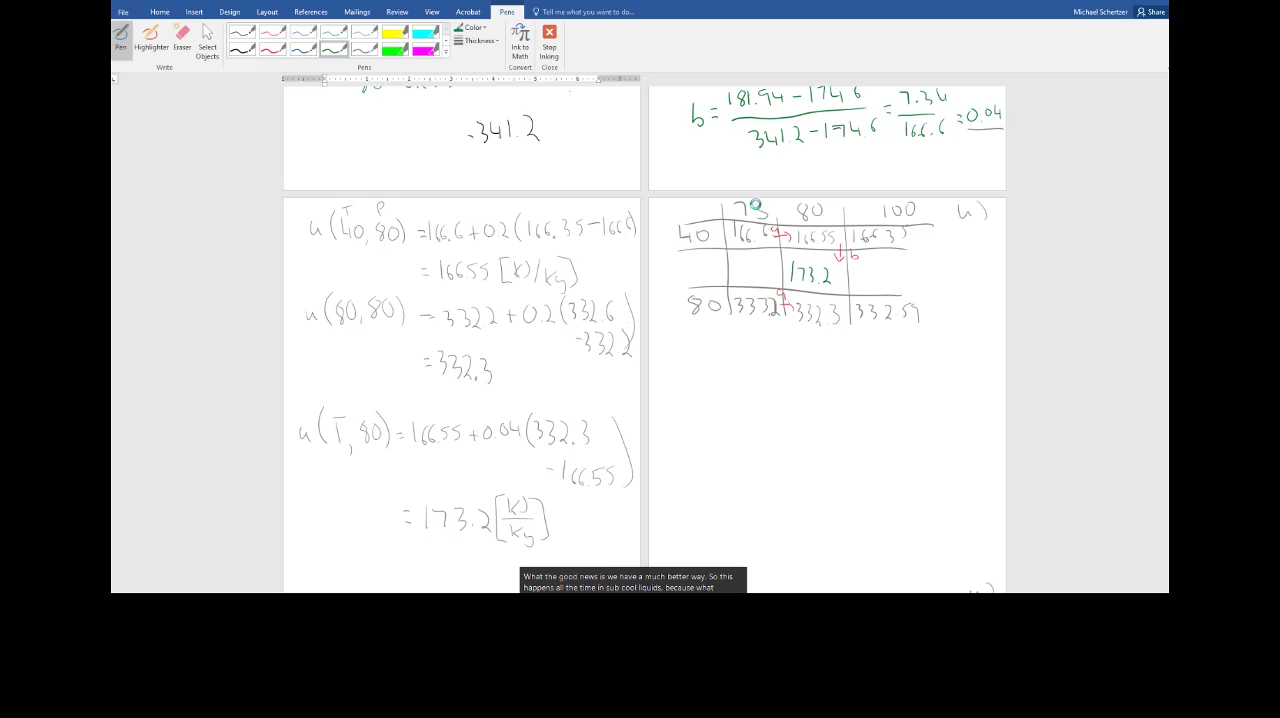 File Home Insert Design Layout References Mailings Review View Acrobat Pens Tell me what you want to do... Michael Schertzer Share
Pen Highlighter Eraser Select Objects Color Thickness Ink to Math Stop Inking
Write Pens Convert Close
=341.2
b = 181.94 - 174.6 / 341.2 - 174.6 = 7.34 / 166.6 = 0.04
u(40, 80) = 166.6 + 0.2(166.35 - 166.6)
T P
= 166.55 [kJ/kg]
u(80, 80) = 332.2 + 0.2(332.6 - 332.2)
= 332.3
u(T, 80) = 166.55 + 0.04(332.3 - 166.55)
= 173.2 [kJ/kg]
75 80 100 u)
40 166.6 a 166.55 166.35
b
173.2
a
80 333.2 332.3 332.59
What the good news is we have a much better way. So this
happens all the time in sub cool liquids, because what